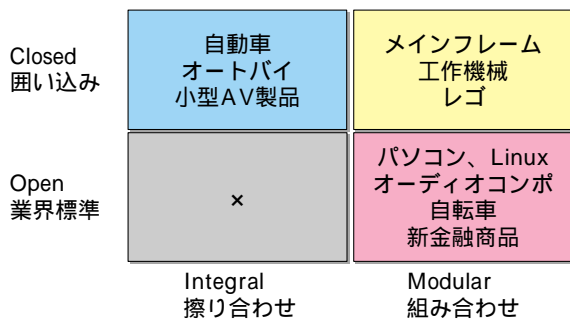 Closed
囲い込み
自動車
オートバイ
小型AV製品
メインフレーム
工作機械
レゴ
Open
業界標準
×
パソコン、Linux
オーディオコンポ
自転車
新金融商品
Integral
擦り合わせ
Modular
組み合わせ